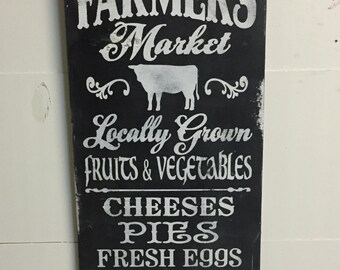 FARMERS
Market
Locally Grown
FRUITS & VEGETABLES
CHEESES
PIES
FRESH EGGS